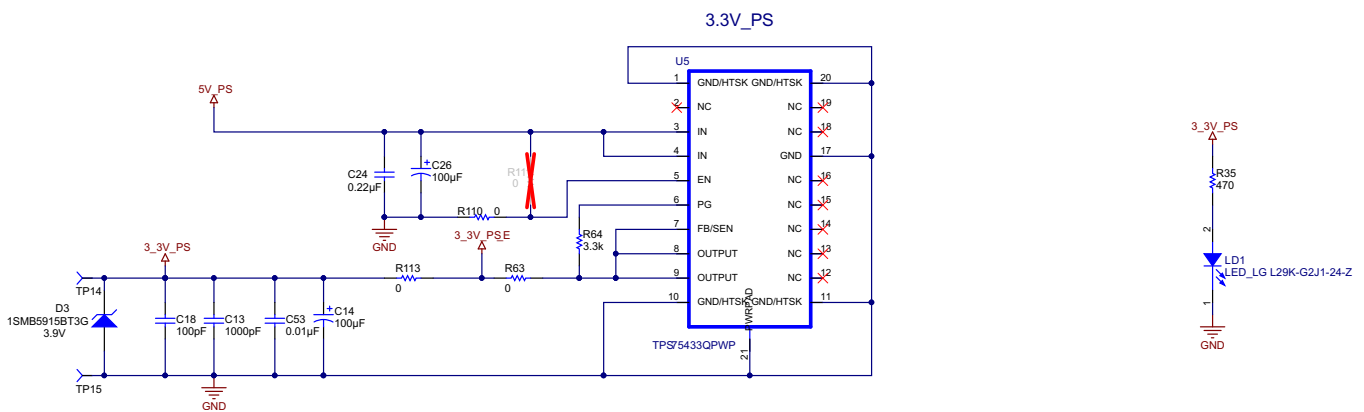 3.3V_PS
U5
5V_PS
1 GND/HTSK GND/HTSK 20
2 NC NC 19
3 IN NC 18
4 IN GND 17
5 EN NC 16
6 PG NC 15
7 FB/SEN NC 14
8 OUTPUT NC 13
9 OUTPUT NC 12
10 GND/HTSK GND/HTSK 11
PWRPAD
21
TPS75433QPWP
C24
0.22µF
C26
100µF
0
R110 0
GND
R64
3.3k
3_3V_PS
3_3V_PS_E
R113
0
R63
0
TP14
D3
1SMB5915BT3G
3.9V
C18
100pF
C13
1000pF
C53
0.01µF
C14
100µF
TP15
GND
3_3V_PS
R35
470
2
LD1
LED_LG L29K-G2J1-24-Z
1
GND